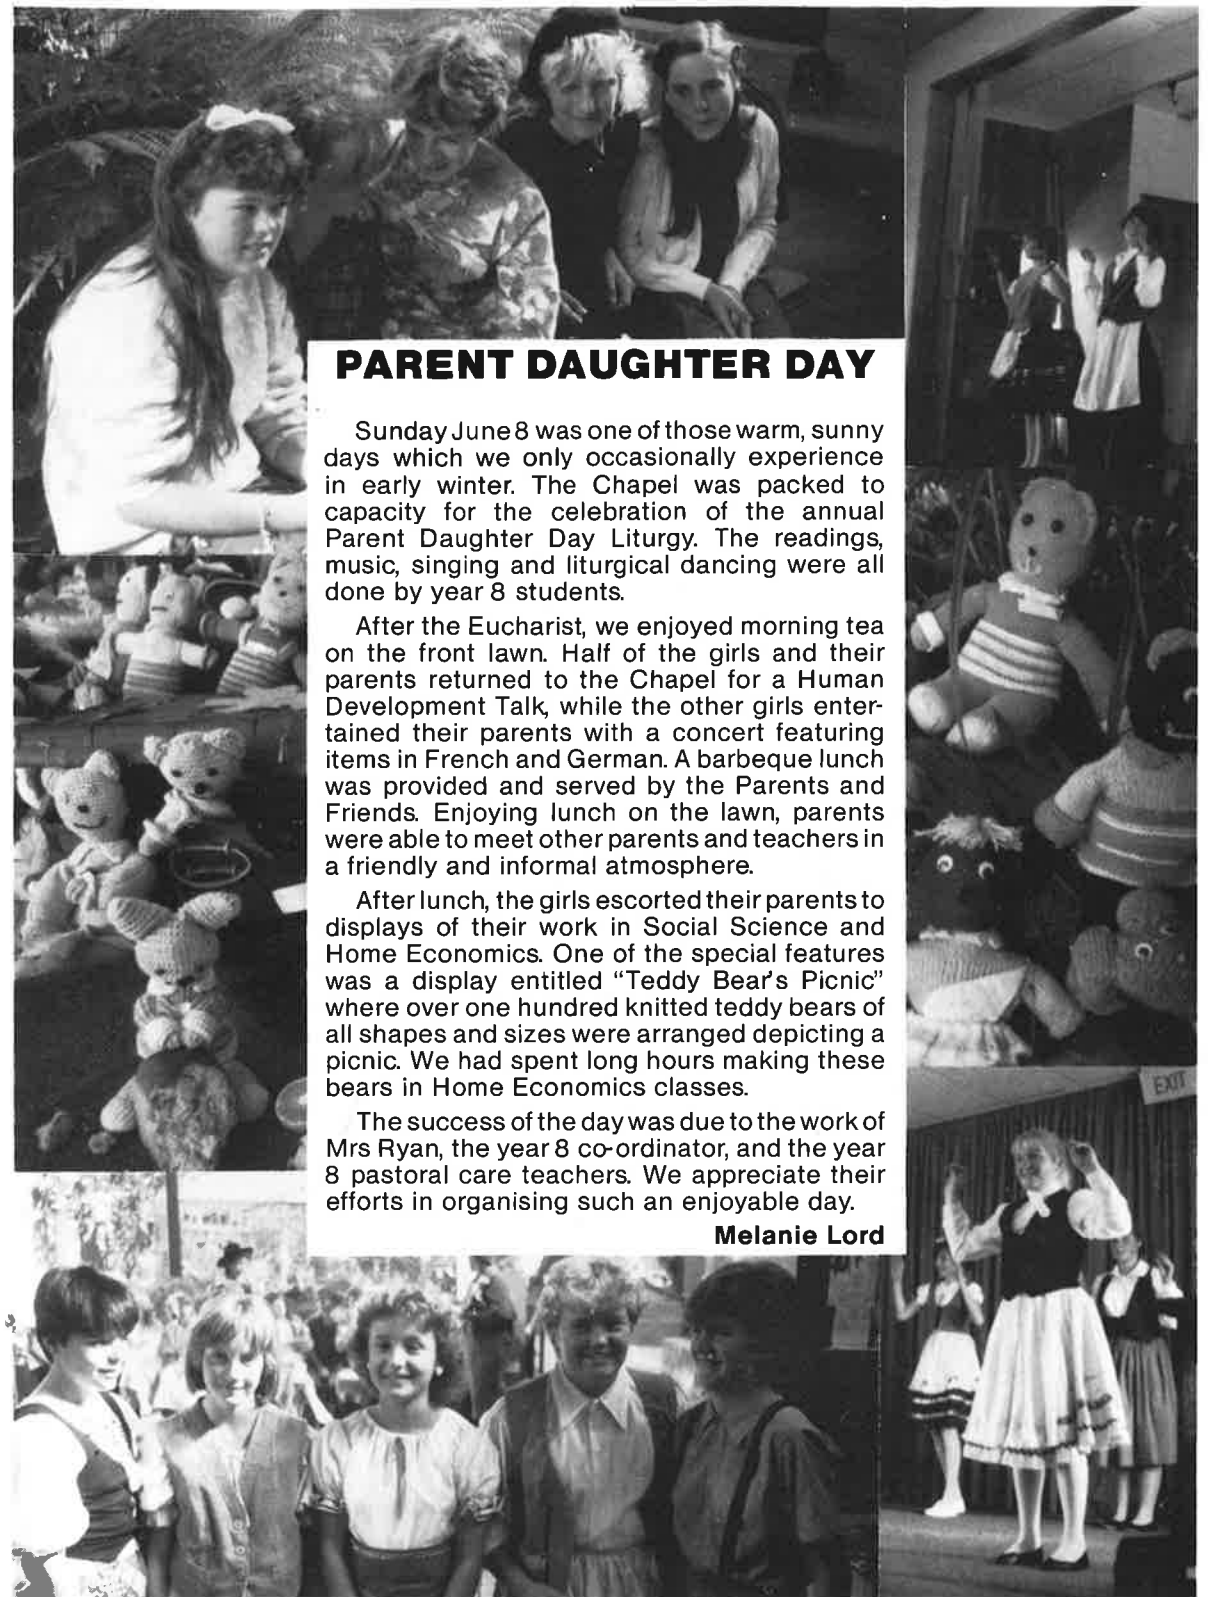 PARENT DAUGHTER DAY
Sunday June 8 was one of those warm, sunny
days which we only occasionally experience
in early winter. The Chapel was packed to
capacity for the celebration of the annual
Parent Daughter Day Liturgy. The readings,
music, singing and liturgical dancing were all
done by year 8 students.
After the Eucharist, we enjoyed morning tea
on the front lawn. Half of the girls and their
parents returned to the Chapel for a Human
Development Talk, while the other girls enter-
tained their parents with a concert featuring
items in French and German. A barbeque lunch
was provided and served by the Parents and
Friends. Enjoying lunch on the lawn, parents
were able to meet other parents and teachers in
a friendly and informal atmosphere.
After lunch, the girls escorted their parents to
displays of their work in Social Science and
Home Economics. One of the special features
was a display entitled "Teddy Bear's Picnic"
where over one hundred knitted teddy bears of
all shapes and sizes were arranged depicting a
picnic. We had spent long hours making these
bears in Home Economics classes.
The success of the day was due to the work of
Mrs Ryan, the year 8 co-ordinator, and the year
8 pastoral care teachers. We appreciate their
efforts in organising such an enjoyable day.
Melanie Lord
EXIT